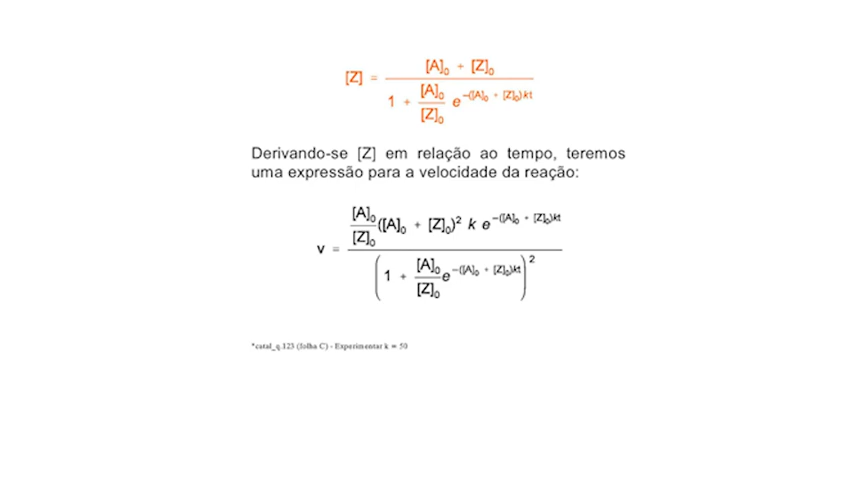 [Z] = [A]₀ + [Z]₀ / 1 + [A]₀/[Z]₀ e^−([A]₀ + [Z]₀)kt
Derivando-se [Z] em relação ao tempo, teremos
uma expressão para a velocidade da reação:
v = [A]₀/[Z]₀ ([A]₀ + [Z]₀)² k e^−([A]₀ + [Z]₀)kt / (1 + [A]₀/[Z]₀ e^−([A]₀ + [Z]₀)kt)²
*catal_q.123 (folha C) - Experimentar k = 50